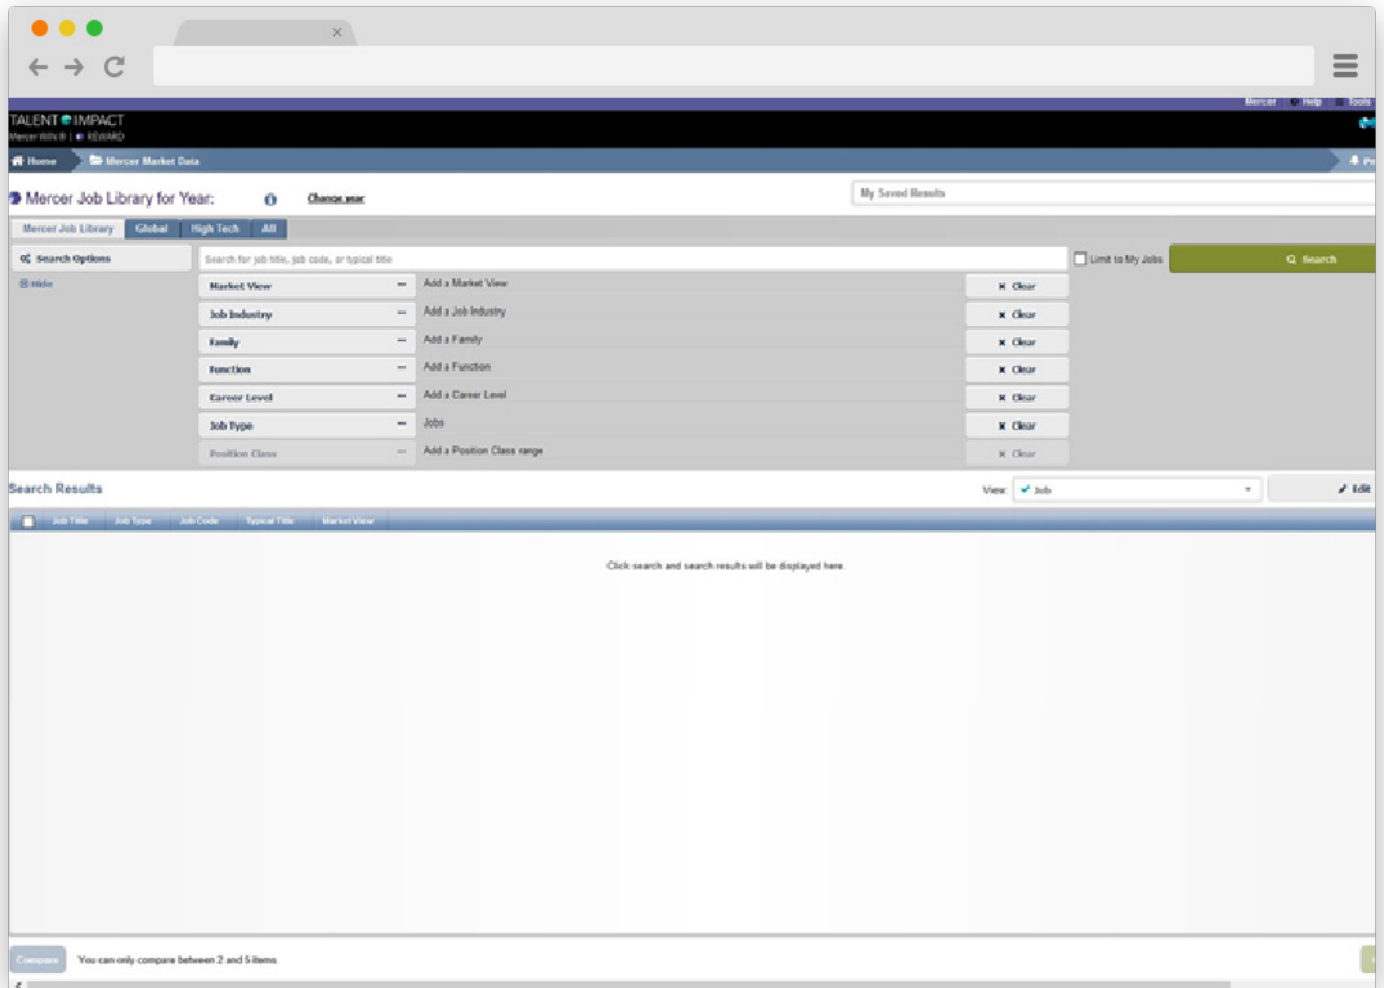 Mercer Help Tools
TALENT IMPACT
Mercer WIN® | REWARD
Home Mercer Market Data
Mercer Job Library for Year: Change year
My Saved Results
Mercer Job Library Global High Tech All
Search Options Search for job title, job code, or typical title Limit to My Jobs Search
Hide
Market View Add a Market View Clear
Job Industry Add a Job Industry Clear
Family Add a Family Clear
Function Add a Function Clear
Career Level Add a Career Level Clear
Job Type Jobs Clear
Position Class Add a Position Class range Clear
Search Results View: Job Edit
Job Title Job Type Job Code Typical Title Market View
Click search and search results will be displayed here.
Compare You can only compare between 2 and 5 items